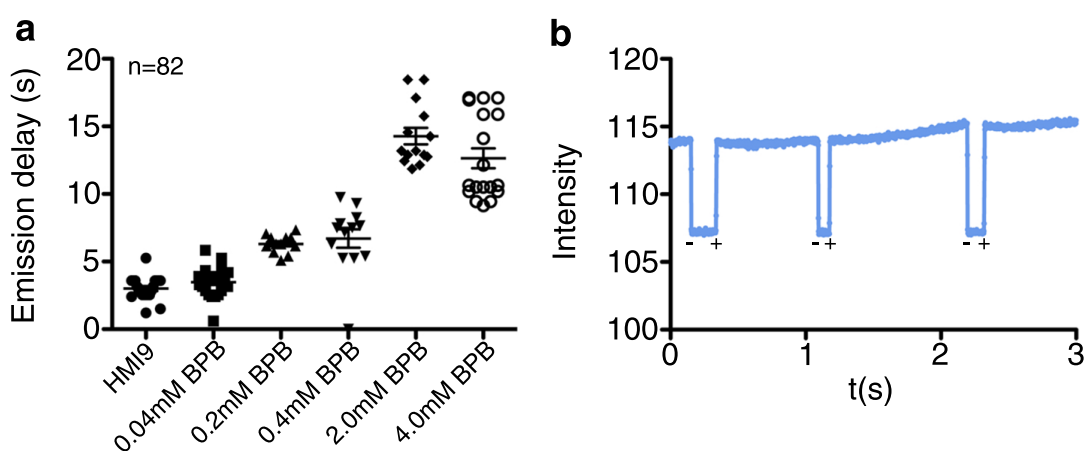 a
n=82
Emission delay (s)
20
15
10
5
0
HMI9
0.04mM BPB
0.2mM BPB
0.4mM BPB
2.0mM BPB
4.0mM BPB
b
Intensity
120
115
110
105
100
- + - + - +
0 1 2 3
t(s)